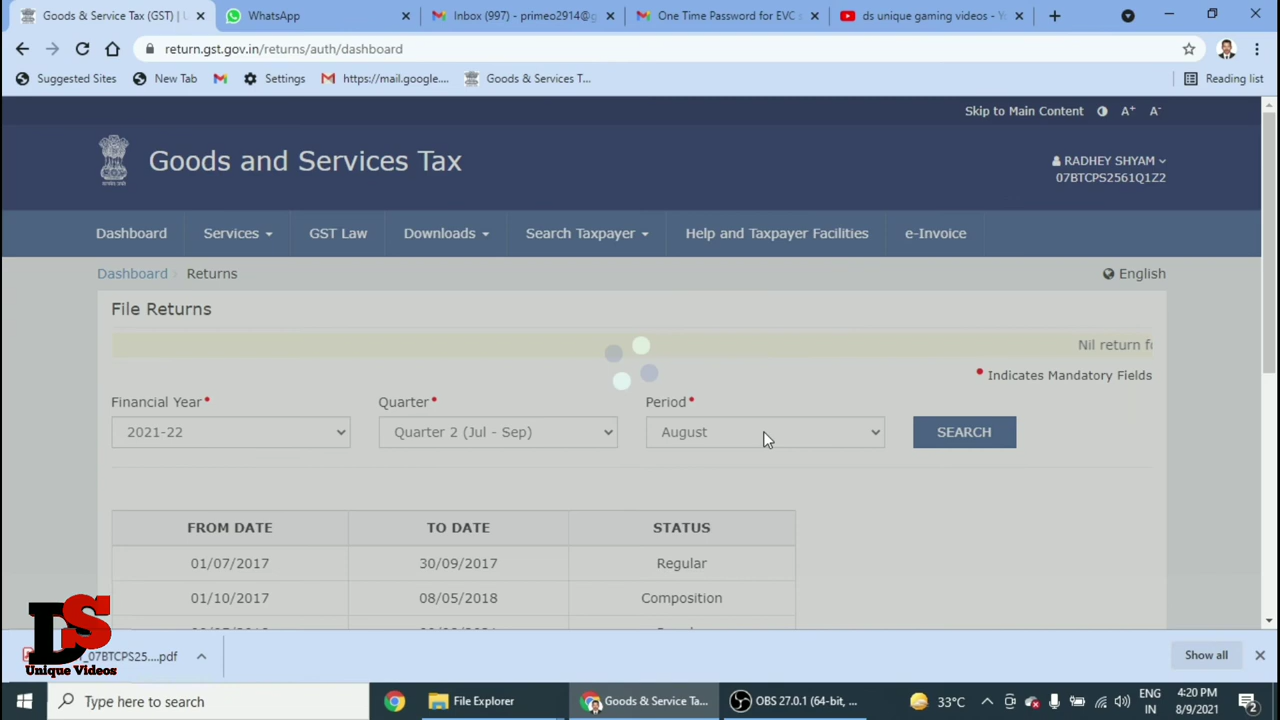 Goods & Services Tax (GST) | U
WhatsApp
Inbox (997) - primeo2914@g
One Time Password for EVC s
ds unique gaming videos - Yo
return.gst.gov.in/returns/auth/dashboard
Suggested Sites
New Tab
Settings
https://mail.google....
Goods & Services T...
Reading list
Skip to Main Content
A+
A-
Goods and Services Tax
RADHEY SHYAM
07BTCPS2561Q1Z2
Dashboard
Services
GST Law
Downloads
Search Taxpayer
Help and Taxpayer Facilities
e-Invoice
Dashboard
Returns
English
File Returns
Nil return fo
• Indicates Mandatory Fields
Financial Year•
Quarter•
Period•
2021-22
Quarter 2 (Jul - Sep)
August
SEARCH
FROM DATE TO DATE STATUS
01/07/2017 30/09/2017 Regular
01/10/2017 08/05/2018 Composition
DS
Unique Videos
_07BTCPS25....pdf
Show all
Type here to search
File Explorer
Goods & Service Ta...
OBS 27.0.1 (64-bit, ...
33°C
ENG
IN
4:20 PM
8/9/2021
2